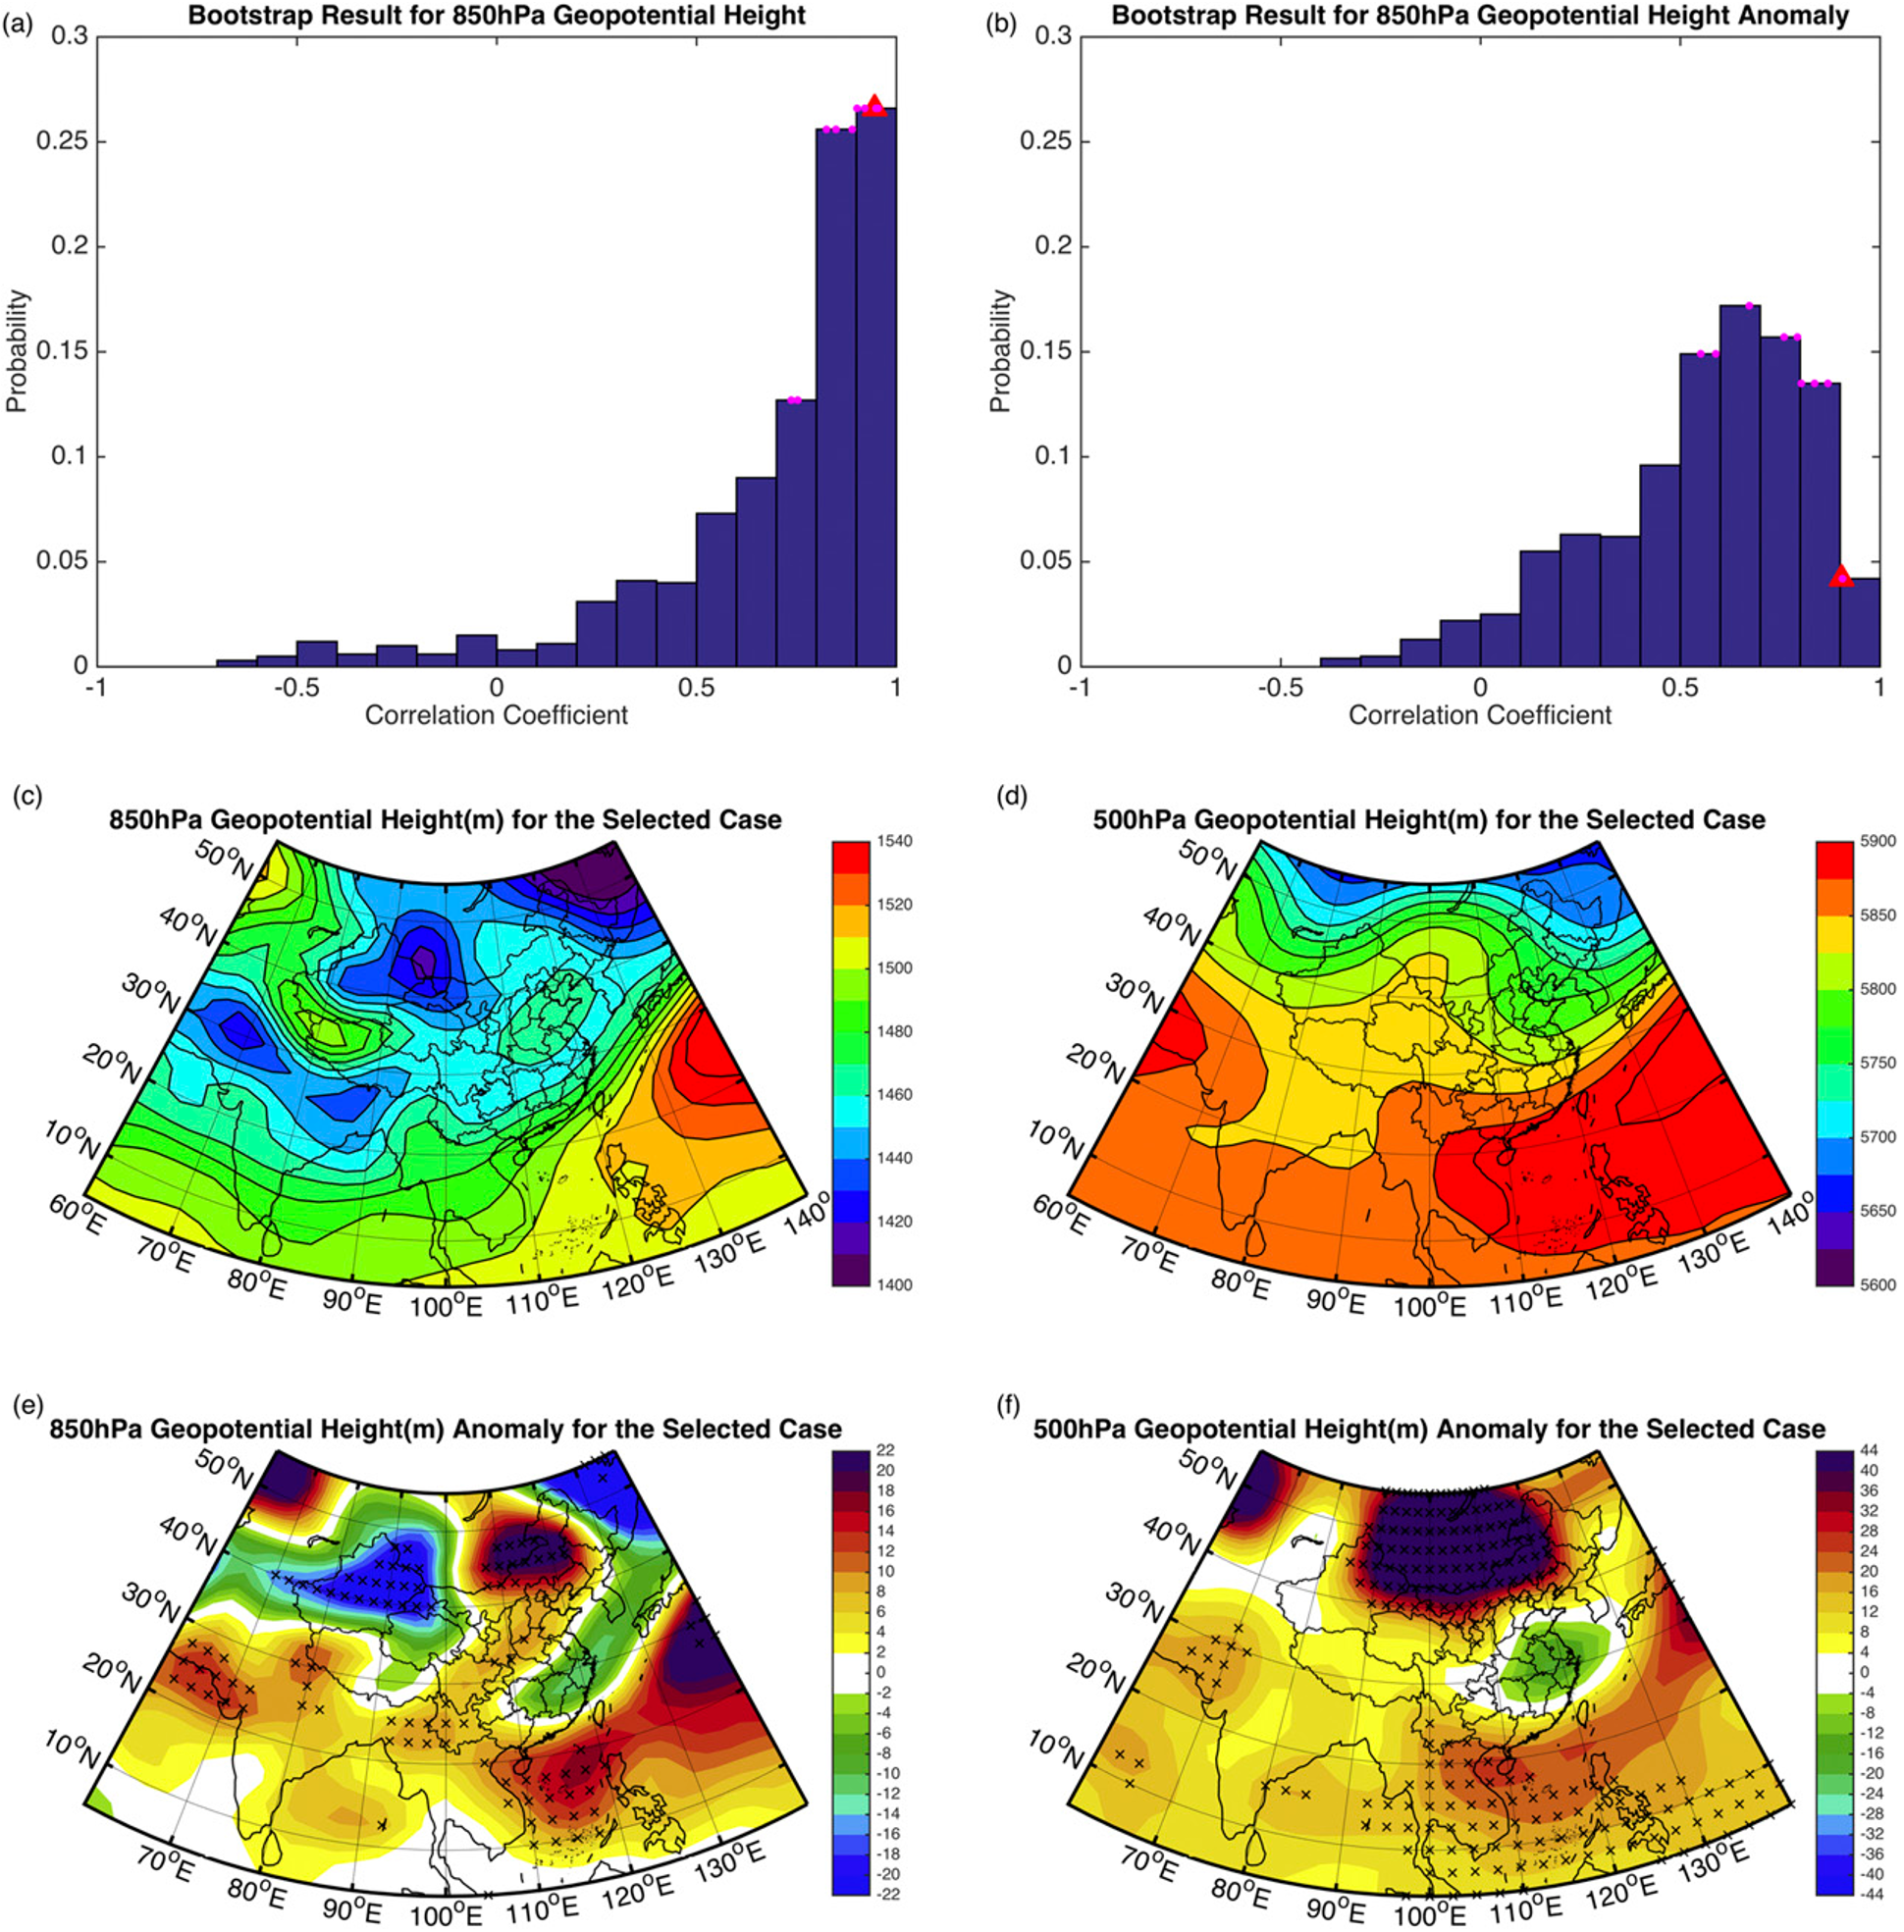 (a) Bootstrap Result for 850hPa Geopotential Height
0.3
0.25
0.2
0.15
0.1
0.05
0
Probability
-1 -0.5 0 0.5 1
Correlation Coefficient
(b) Bootstrap Result for 850hPa Geopotential Height Anomaly
0.3
0.25
0.2
0.15
0.1
0.05
0
Probability
-1 -0.5 0 0.5 1
Correlation Coefficient
(c)
850hPa Geopotential Height(m) for the Selected Case
50°N
40°N
30°N
20°N
10°N
60°E 70°E 80°E 90°E 100°E 110°E 120°E 130°E 140°
1540
1520
1500
1480
1460
1440
1420
1400
(d)
500hPa Geopotential Height(m) for the Selected Case
50°N
40°N
30°N
20°N
10°N
60°E 70°E 80°E 90°E 100°E 110°E 120°E 130°E 140°
5900
5850
5800
5750
5700
5650
5600
(e)
850hPa Geopotential Height(m) Anomaly for the Selected Case
50°N
40°N
30°N
20°N
10°N
70°E 80°E 90°E 100°E 110°E 120°E 130°E
22
20
18
16
14
12
10
8
6
4
2
0
-2
-4
-6
-8
-10
-12
-14
-16
-18
-20
-22
(f)
500hPa Geopotential Height(m) Anomaly for the Selected Case
50°N
40°N
30°N
20°N
10°N
70°E 80°E 90°E 100°E 110°E 120°E 130°E
44
40
36
32
28
24
20
16
12
8
4
0
-4
-8
-12
-16
-20
-24
-28
-32
-36
-40
-44